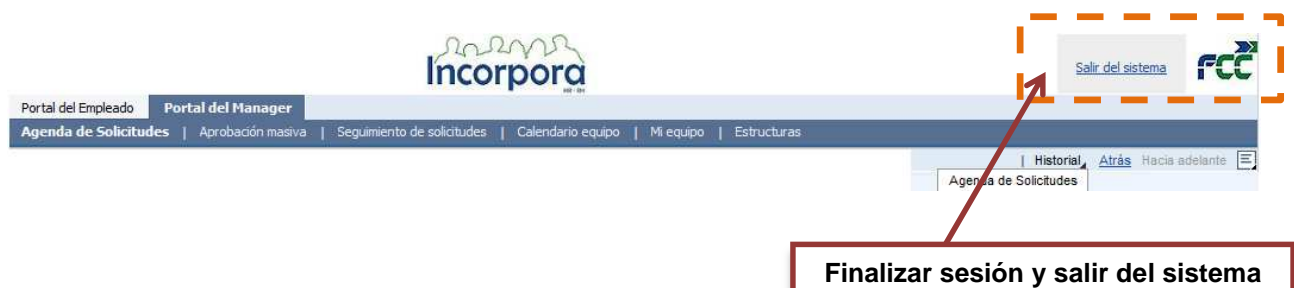 Incorpora
Salir del sistema
FCC
Portal del Empleado Portal del Manager
Agenda de Solicitudes | Aprobación masiva | Seguimiento de solicitudes | Calendario equipo | Mi equipo | Estructuras
| Historial Atrás Hacia adelante
Agenda de Solicitudes
Finalizar sesión y salir del sistema